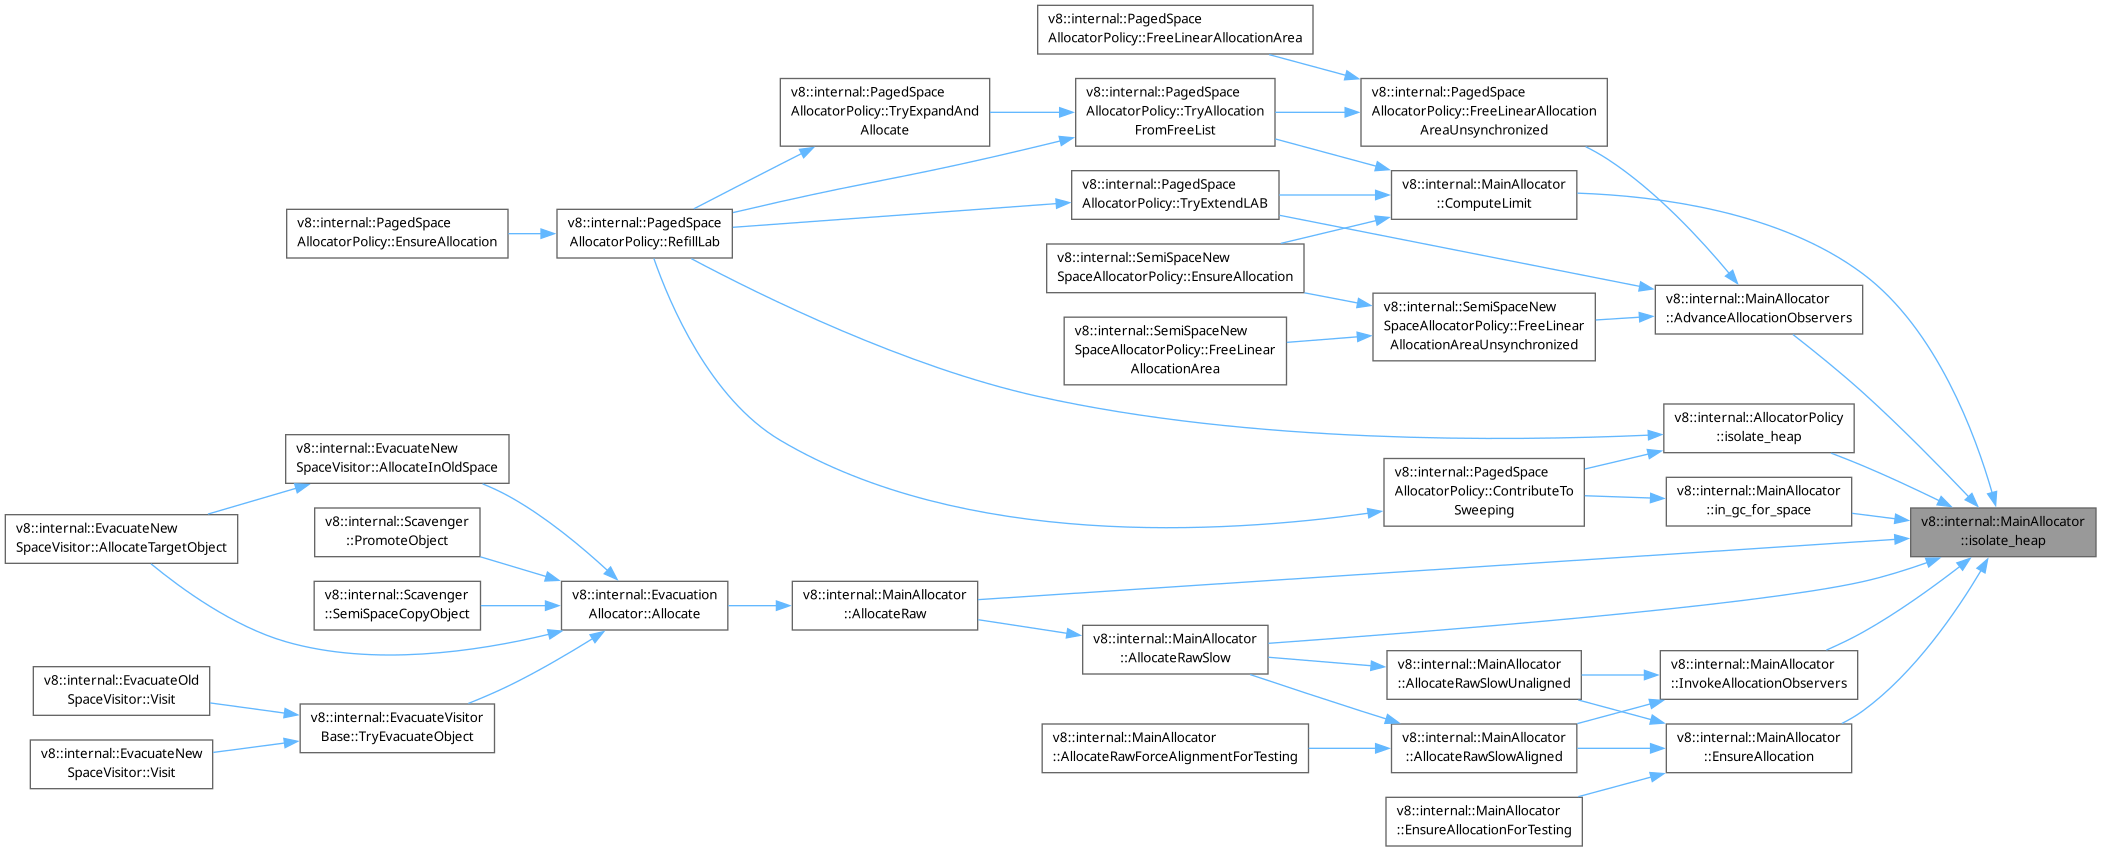 v8::internal::PagedSpace
AllocatorPolicy::FreeLinearAllocationArea
v8::internal::PagedSpace
AllocatorPolicy::TryExpandAnd
Allocate
v8::internal::PagedSpace
AllocatorPolicy::TryAllocation
FromFreeList
v8::internal::PagedSpace
AllocatorPolicy::FreeLinearAllocation
AreaUnsynchronized
v8::internal::PagedSpace
AllocatorPolicy::TryExtendLAB
v8::internal::MainAllocator
::ComputeLimit
v8::internal::PagedSpace
AllocatorPolicy::EnsureAllocation
v8::internal::PagedSpace
AllocatorPolicy::RefillLab
v8::internal::SemiSpaceNew
SpaceAllocatorPolicy::EnsureAllocation
v8::internal::SemiSpaceNew
SpaceAllocatorPolicy::FreeLinear
AllocationAreaUnsynchronized
v8::internal::MainAllocator
::AdvanceAllocationObservers
v8::internal::SemiSpaceNew
SpaceAllocatorPolicy::FreeLinear
AllocationArea
v8::internal::AllocatorPolicy
::isolate_heap
v8::internal::EvacuateNew
SpaceVisitor::AllocateInOldSpace
v8::internal::PagedSpace
AllocatorPolicy::ContributeTo
Sweeping
v8::internal::MainAllocator
::in_gc_for_space
v8::internal::MainAllocator
::isolate_heap
v8::internal::EvacuateNew
SpaceVisitor::AllocateTargetObject
v8::internal::Scavenger
::PromoteObject
v8::internal::Scavenger
::SemiSpaceCopyObject
v8::internal::Evacuation
Allocator::Allocate
v8::internal::MainAllocator
::AllocateRaw
v8::internal::MainAllocator
::AllocateRawSlow
v8::internal::MainAllocator
::AllocateRawSlowUnaligned
v8::internal::MainAllocator
::InvokeAllocationObservers
v8::internal::EvacuateOld
SpaceVisitor::Visit
v8::internal::EvacuateVisitor
Base::TryEvacuateObject
v8::internal::EvacuateNew
SpaceVisitor::Visit
v8::internal::MainAllocator
::AllocateRawForceAlignmentForTesting
v8::internal::MainAllocator
::AllocateRawSlowAligned
v8::internal::MainAllocator
::EnsureAllocation
v8::internal::MainAllocator
::EnsureAllocationForTesting